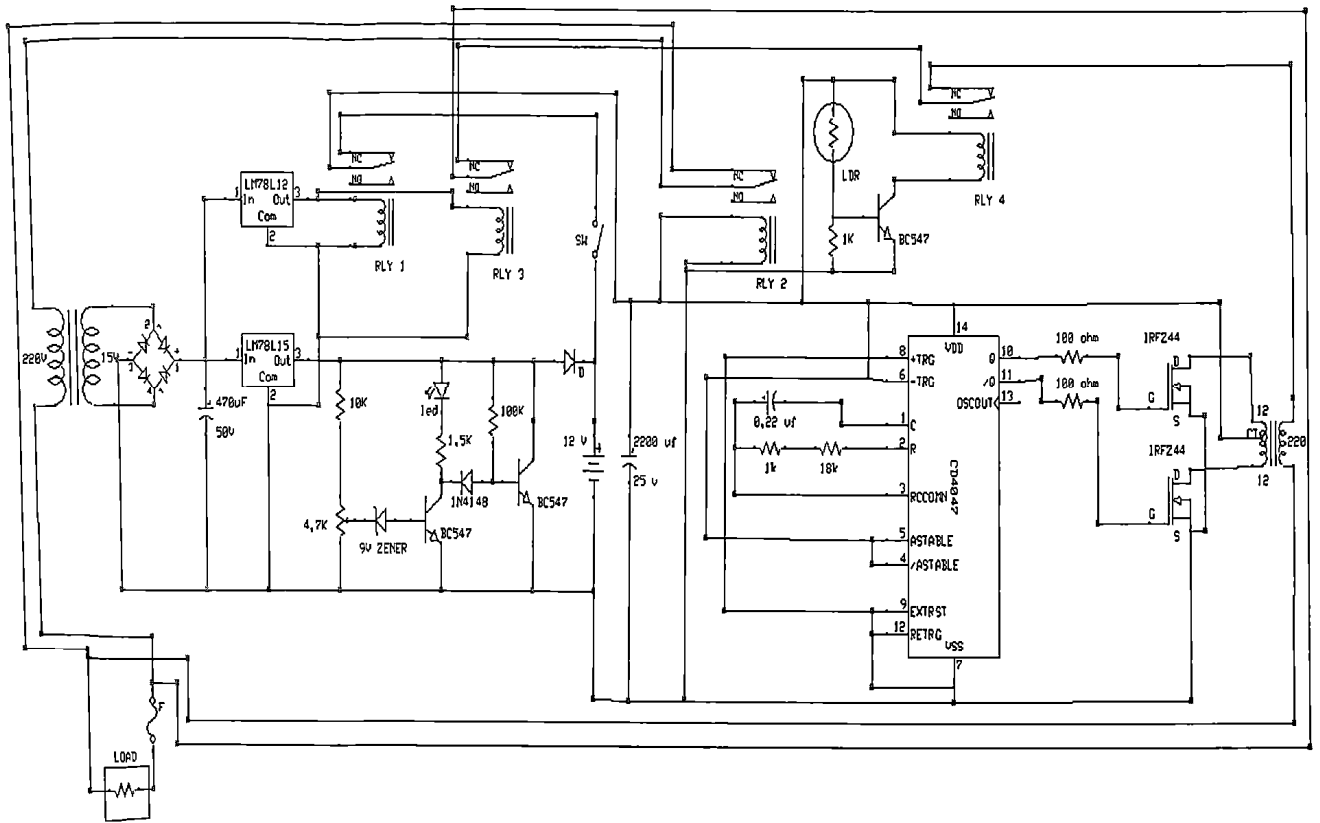 NC
NO
LM78L12
1
3
In Out
Com
2
RLY 1
NC
NO
RLY 3
SW
NC
NO
RLY 2
LDR
1K
BC547
NC
NO
RLY 4
220V
15V
2
LM78L15
1
3
In Out
Com
2
470uF
50V
10K
led
1,5K
100K
D
4,7K
9V ZENER
1N4148
BC547
BC547
12 V
2200 uf
25 v
14
VDD
8 +TRG
6 -TRG
Q 10
/Q 11
OSCOUT 13
0,22 uf
1 C
2 R
1k
18k
3 RCCOMN
CD4047
5 ASTABLE
4 /ASTABLE
9 EXTRST
12 RETRG
VSS
7
100 ohm
100 ohm
IRFZ44
D
G
S
IRFZ44
D
G
S
12
CT
220
12
F
LOAD